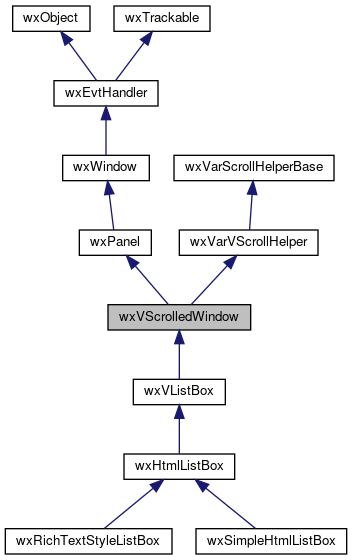 wxObject
wxTrackable
wxEvtHandler
wxWindow
wxVarScrollHelperBase
wxPanel
wxVarVScrollHelper
wxVScrolledWindow
wxVListBox
wxHtmlListBox
wxRichTextStyleListBox
wxSimpleHtmlListBox